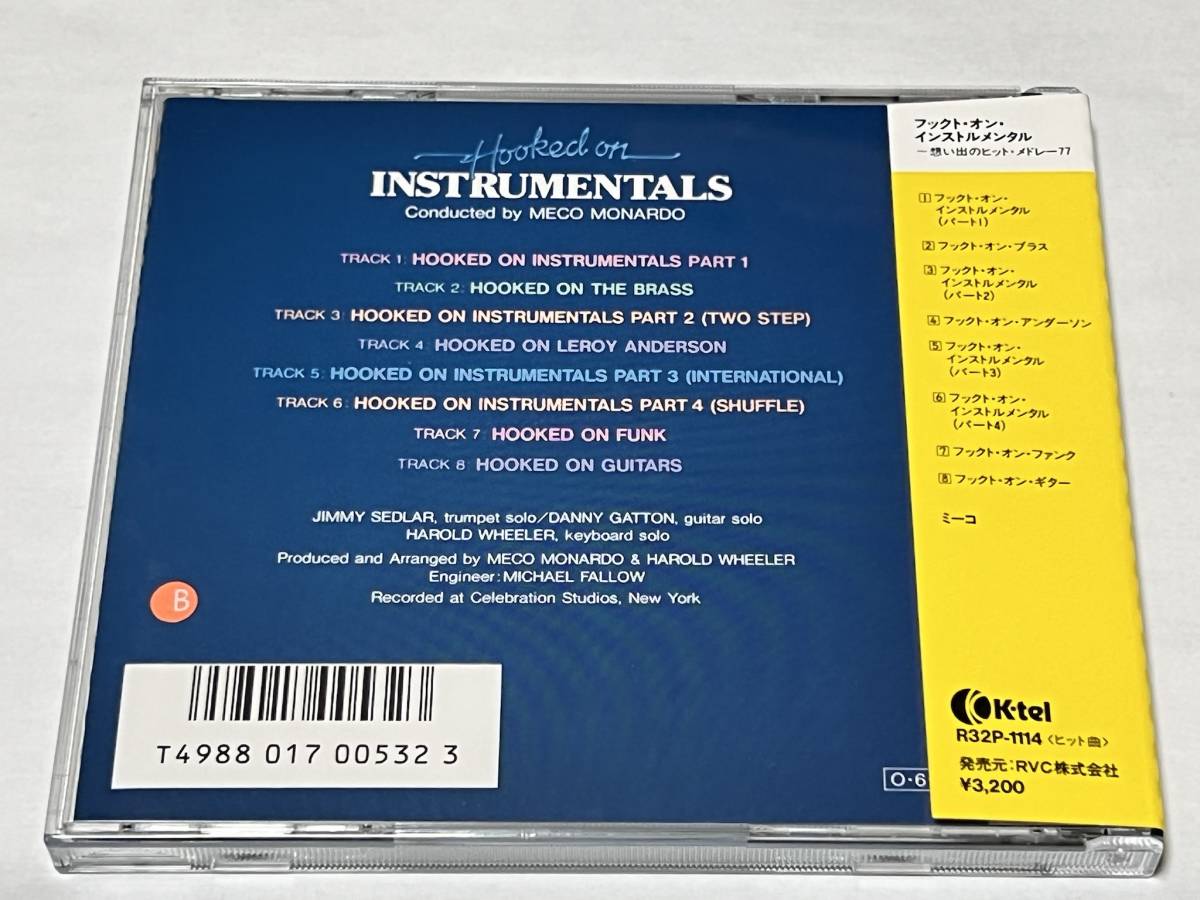 Hooked on
INSTRUMENTALS
Conducted by MECO MONARDO
TRACK 1: HOOKED ON INSTRUMENTALS PART 1
TRACK 2: HOOKED ON THE BRASS
TRACK 3: HOOKED ON INSTRUMENTALS PART 2 (TWO STEP)
TRACK 4: HOOKED ON LEROY ANDERSON
TRACK 5: HOOKED ON INSTRUMENTALS PART 3 (INTERNATIONAL)
TRACK 6: HOOKED ON INSTRUMENTALS PART 4 (SHUFFLE)
TRACK 7: HOOKED ON FUNK
TRACK 8: HOOKED ON GUITARS
JIMMY SEDLAR, trumpet solo/DANNY GATTON, guitar solo
HAROLD WHEELER, keyboard solo
Produced and Arranged by MECO MONARDO & HAROLD WHEELER
Engineer: MICHAEL FALLOW
Recorded at Celebration Studios, New York
B
T4988 017 00532 3
O·6
フックト・オン・
インストルメンタル
－想い出のヒット・メドレー77
1 フックト・オン・
インストルメンタル
(パート1)
2 フックト・オン・ブラス
3 フックト・オン・
インストルメンタル
(パート2)
4 フックト・オン・アンダーソン
5 フックト・オン・
インストルメンタル
(パート3)
6 フックト・オン・
インストルメンタル
(パート4)
7 フックト・オン・ファンク
8 フックト・オン・ギター
ミーコ
K-tel
R32P-1114〈ヒット曲〉
発売元:RVC株式会社
¥3,200